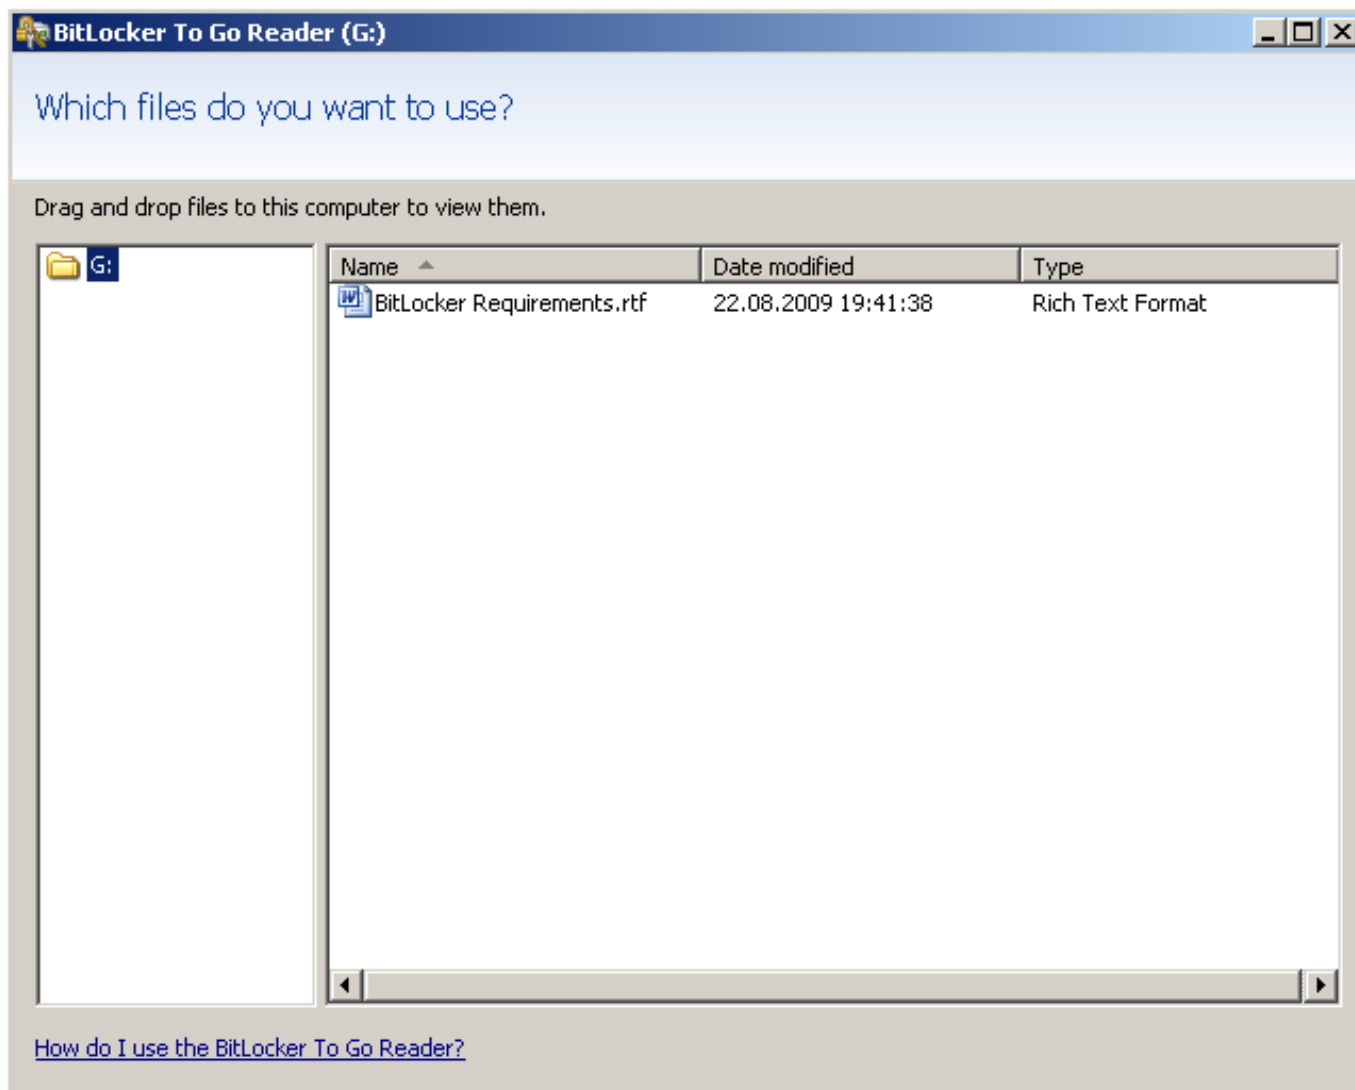 BitLocker To Go Reader (G:)
Which files do you want to use?
Drag and drop files to this computer to view them.
G:
Name Date modified Type
BitLocker Requirements.rtf 22.08.2009 19:41:38 Rich Text Format
How do I use the BitLocker To Go Reader?